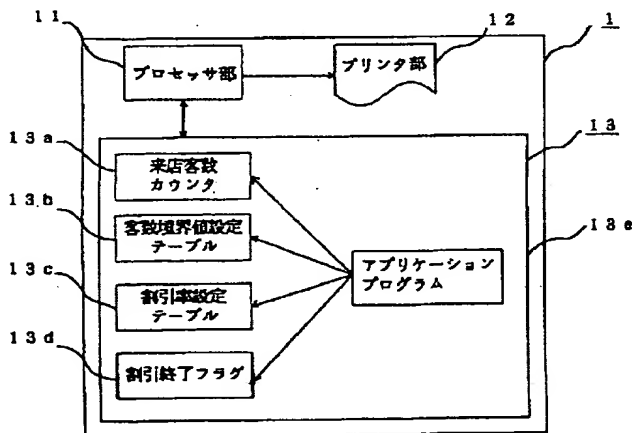 11
12
1
プロセッサ部
プリンタ部
13a
13
来店客数
カウンタ
13b
13e
客数境界値設定
テーブル
アプリケーション
プログラム
13c
割引率設定
テーブル
13d
割引終了フラグ